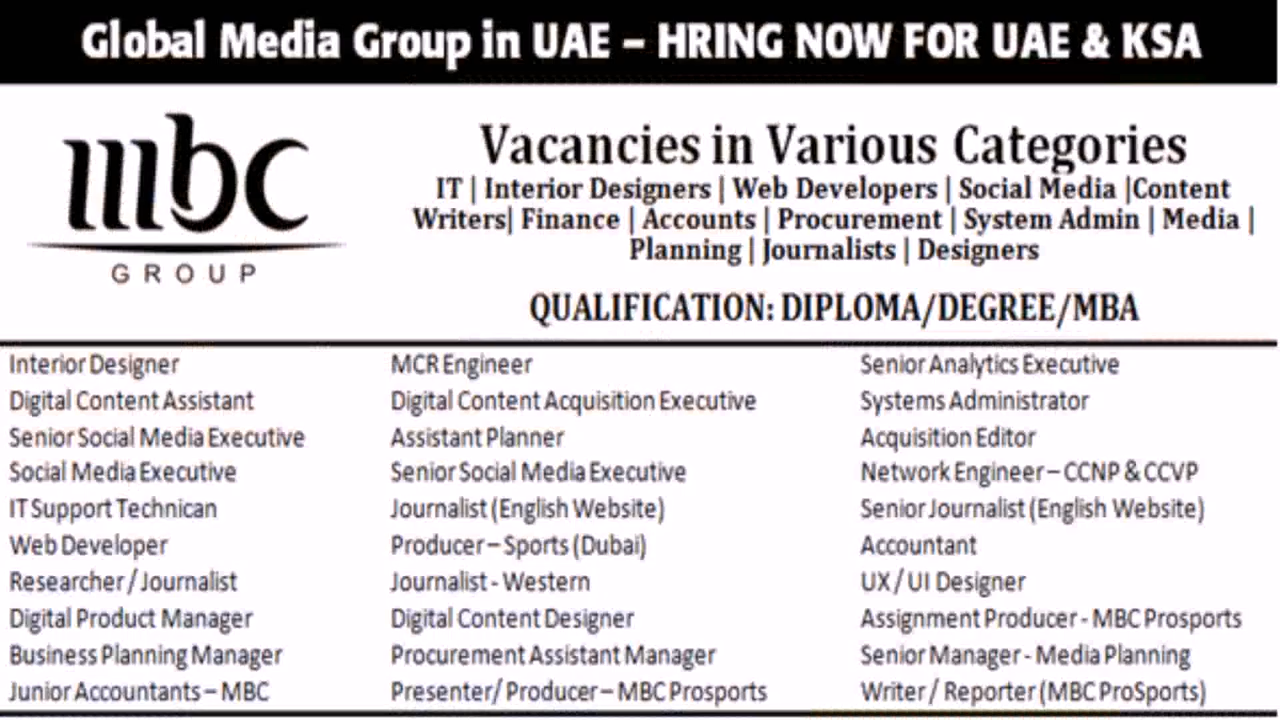 Global Media Group in UAE – HRING NOW FOR UAE & KSA
mbc
GROUP
Vacancies in Various Categories
IT | Interior Designers | Web Developers | Social Media |Content
Writers| Finance | Accounts | Procurement | System Admin | Media |
Planning | Journalists | Designers
QUALIFICATION: DIPLOMA/DEGREE/MBA
Interior Designer
Digital Content Assistant
Senior Social Media Executive
Social Media Executive
IT Support Technican
Web Developer
Researcher / Journalist
Digital Product Manager
Business Planning Manager
Junior Accountants – MBC
MCR Engineer
Digital Content Acquisition Executive
Assistant Planner
Senior Social Media Executive
Journalist (English Website)
Producer – Sports (Dubai)
Journalist - Western
Digital Content Designer
Procurement Assistant Manager
Presenter/ Producer – MBC Prosports
Senior Analytics Executive
Systems Administrator
Acquisition Editor
Network Engineer – CCNP & CCVP
Senior Journalist (English Website)
Accountant
UX / UI Designer
Assignment Producer - MBC Prosports
Senior Manager - Media Planning
Writer / Reporter (MBC ProSports)